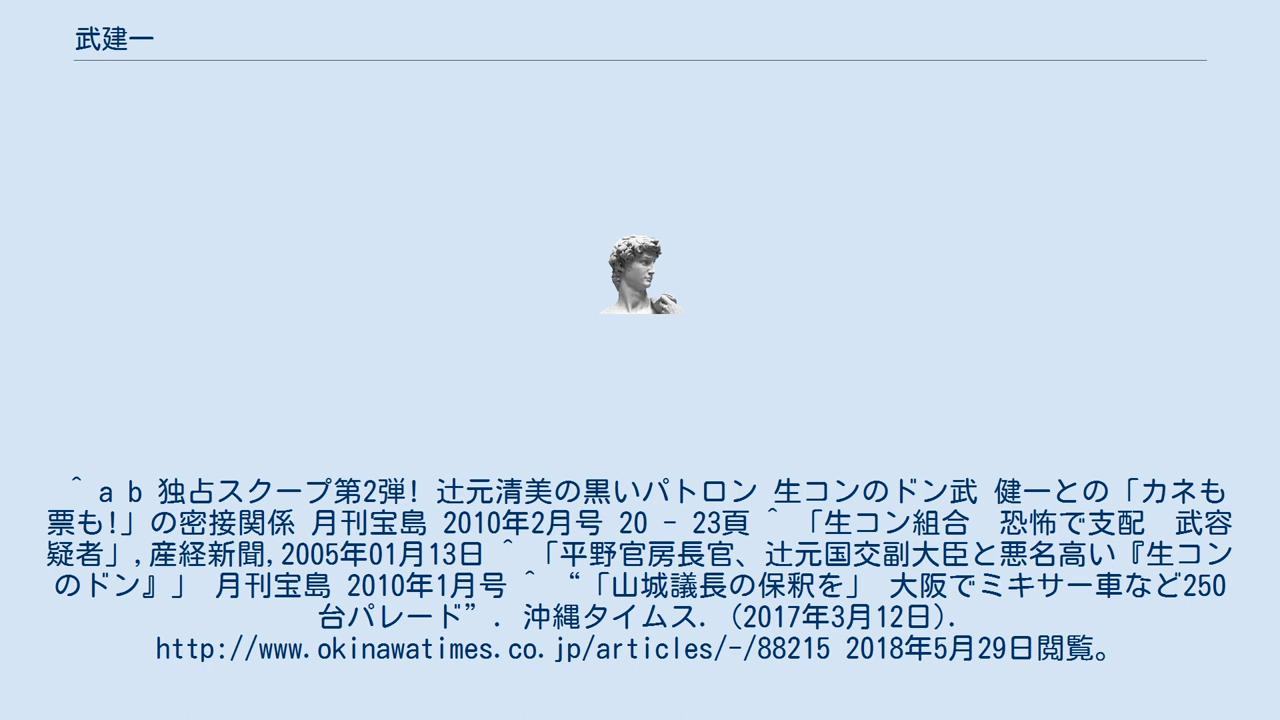 武建一
^ a b 独占スクープ第2弾! 辻元清美の黒いパトロン 生コンのドン武 健一との「カネも
票も!」の密接関係 月刊宝島 2010年2月号 20 - 23頁 ^ 「生コン組合　恐怖で支配　武容
疑者」,産経新聞,2005年01月13日 ^ 「平野官房長官、辻元国交副大臣と悪名高い『生コン
のドン』」 月刊宝島 2010年1月号 ^ “「山城議長の保釈を」 大阪でミキサー車など250
台パレード”. 沖縄タイムス. (2017年3月12日).
http://www.okinawatimes.co.jp/articles/-/88215 2018年5月29日閲覧。